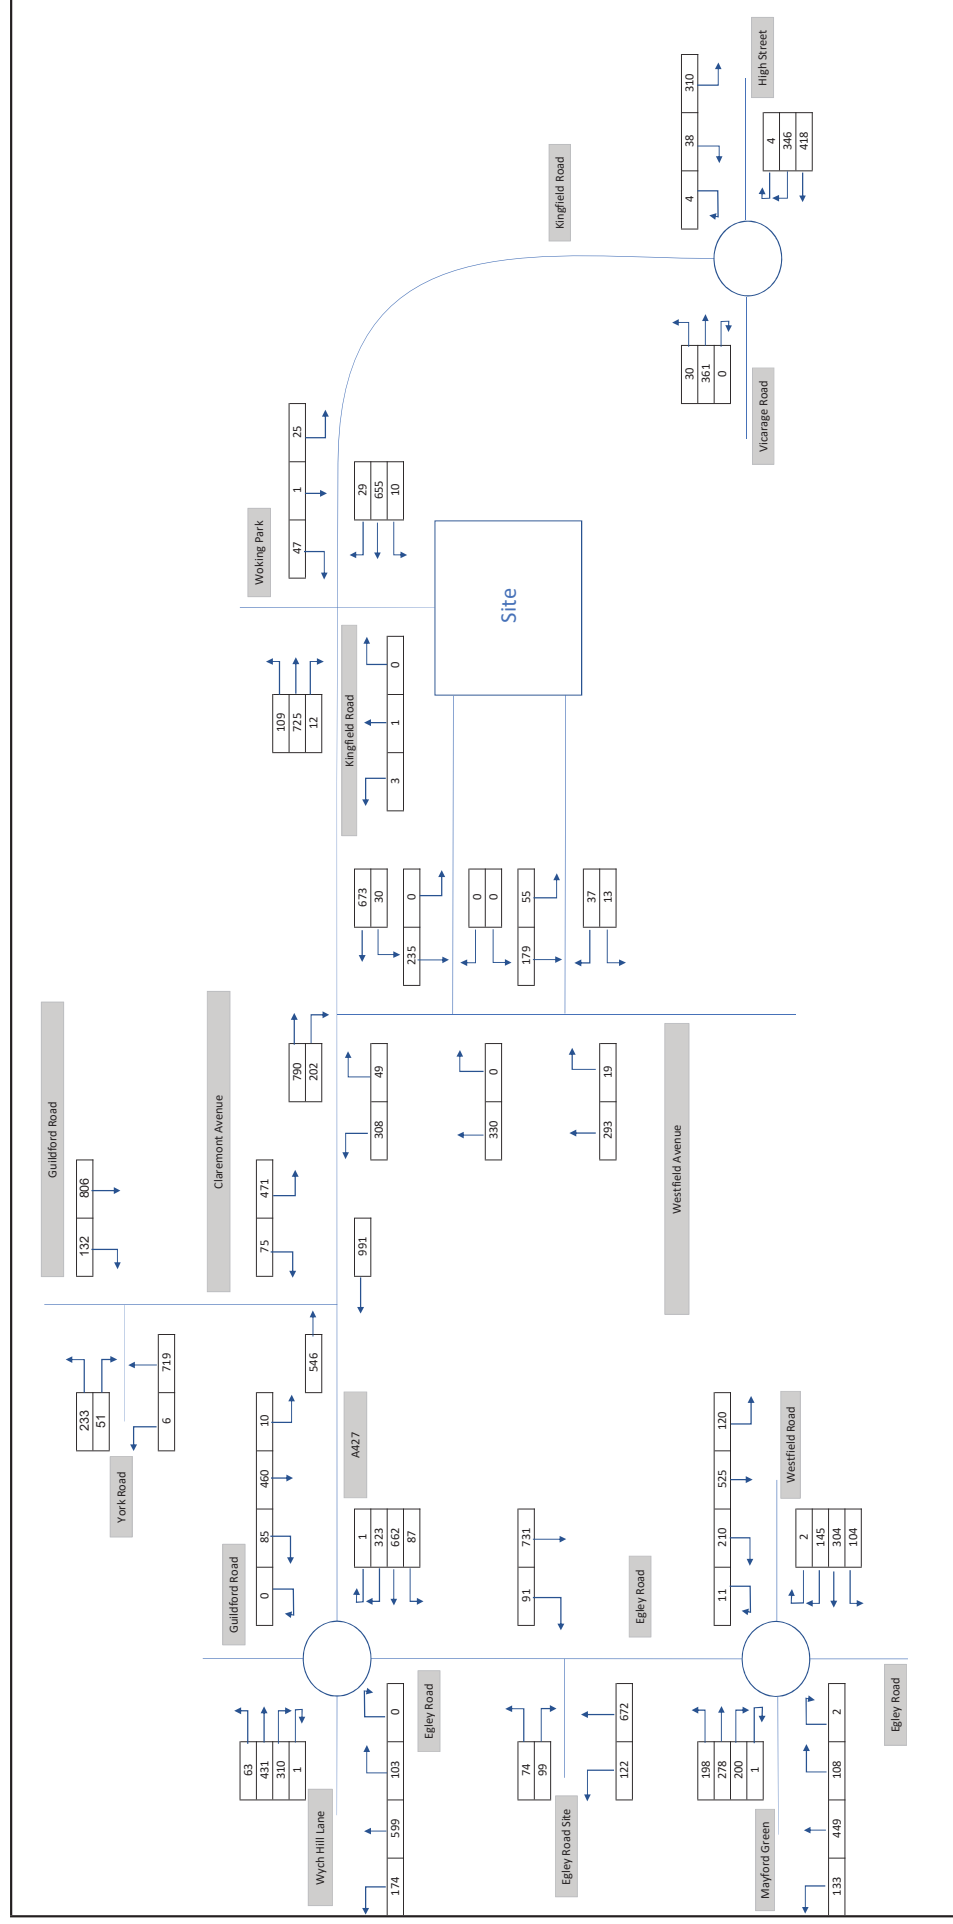 Guildford Road
132 806
233
51
York Road
6 719
Claremont Avenue
75 471
Guildford Road
0 85 460 10
546
A427
991
1
323
662
87
63
431
310
1
Wych Hill Lane
174 599 103 0
Egley Road
790
202
308 49
673
30
235 0
330 0
0
0
179 55
293 19
37
13
Westfield Avenue
Woking Park
47 1 25
109
725
12
Kingfield Road
3 1 0
29
655
10
Site
Kingfield Road
4 38 310
High Street
4
346
418
30
361
0
Vicarage Road
91 731
Egley Road
74
99
Egley Road Site
122 672
11 210 525 120
Westfield Road
2
145
304
104
198
278
200
1
Mayford Green
133 449 108 2
Egley Road